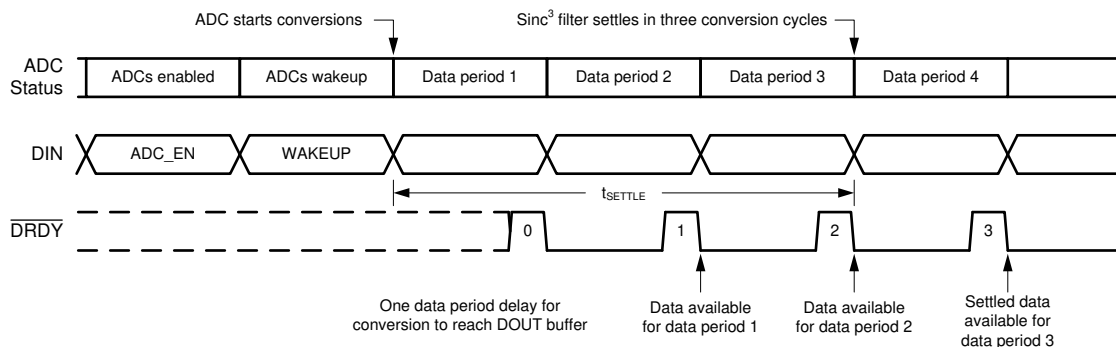 ADC starts conversions
Sinc³ filter settles in three conversion cycles
ADC
Status
ADCs enabled
ADCs wakeup
Data period 1
Data period 2
Data period 3
Data period 4
DIN
ADC_EN
WAKEUP
tSETTLE
DRDY
0
1
2
3
One data period delay for
conversion to reach DOUT buffer
Data available
for data period 1
Data available
for data period 2
Settled data
available for
data period 3